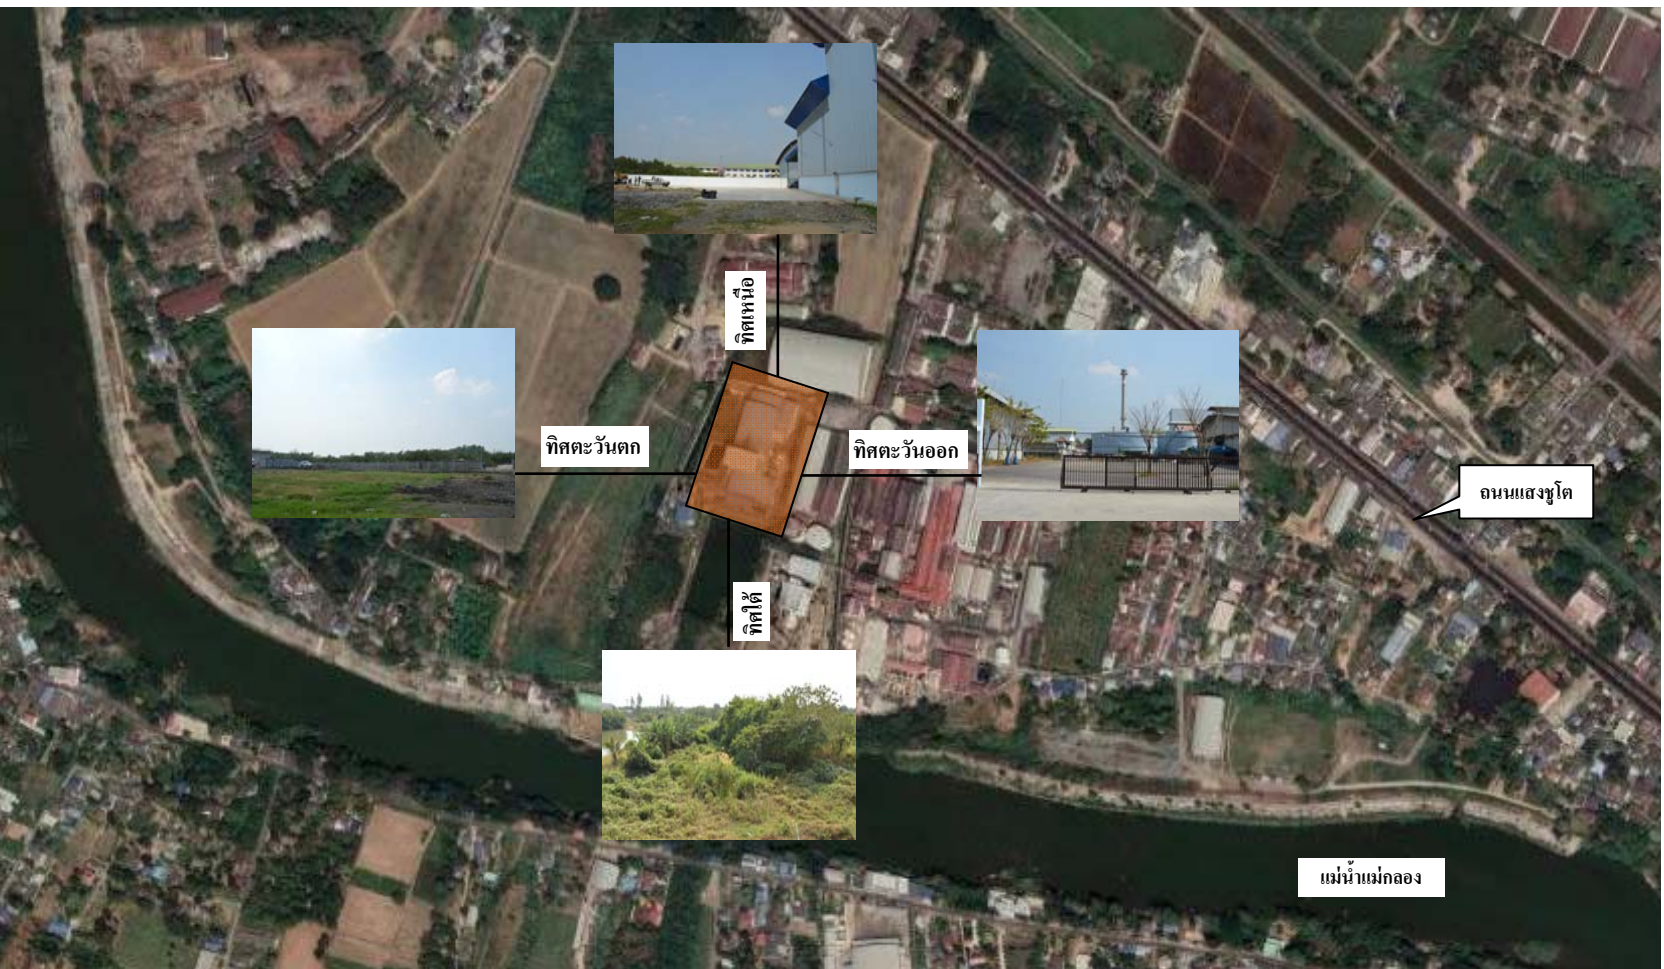 ทิศเหนือ
ทิศตะวันตก
ทิศตะวันออก
ถนนแสงชูโต
ทิศใต้
แม่น้ำแม่กลอง